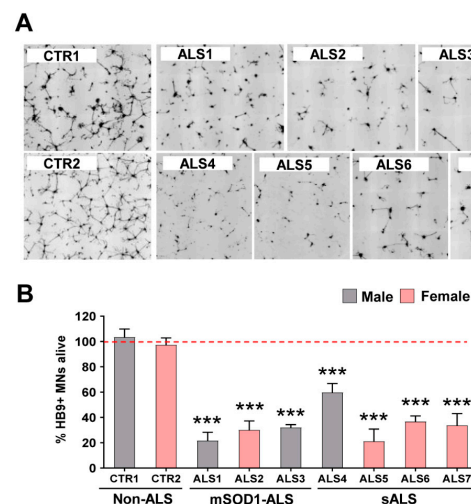 A
CTR1 ALS1 ALS2 ALS3
CTR2 ALS4 ALS5 ALS6
B
Male Female
% HB9+ MNs alive
120
100
80
60
40
20
0
*** *** *** *** *** *** ***
CTR1 CTR2 ALS1 ALS2 ALS3 ALS4 ALS5 ALS6 ALS7
Non-ALS mSOD1-ALS sALS